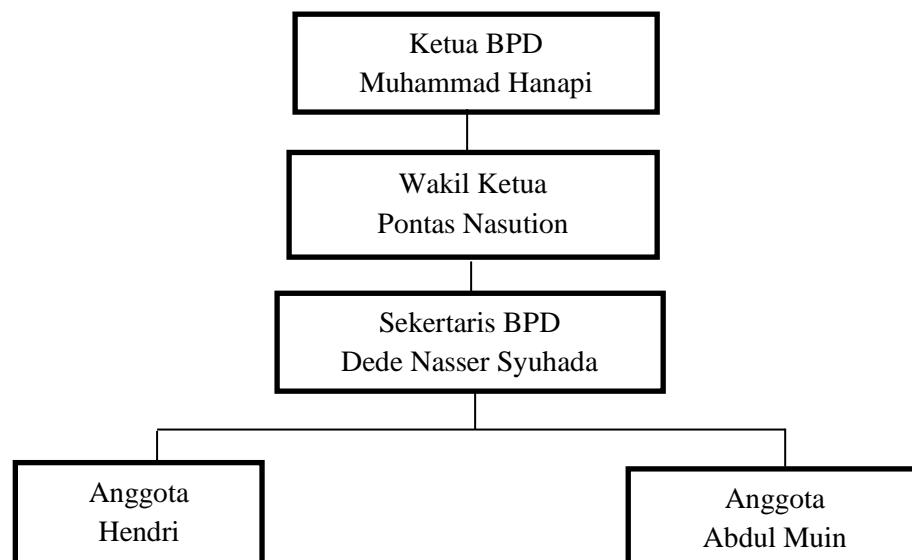 Ketua BPD
Muhammad Hanapi
Wakil Ketua
Pontas Nasution
Sekertaris BPD
Dede Nasser Syuhada
Anggota
Hendri
Anggota
Abdul Muin